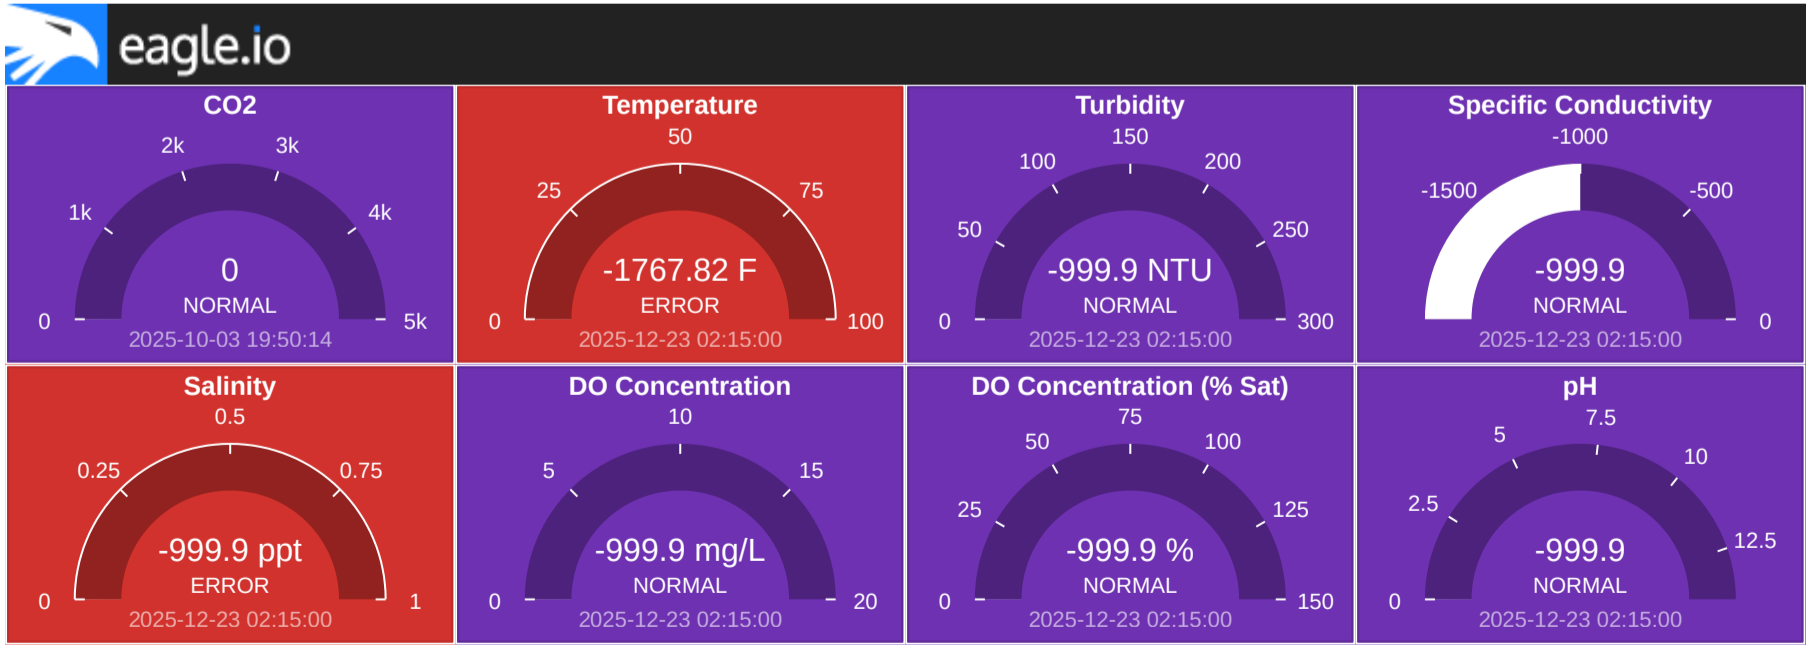 eagle.io
CO2
2k
3k
1k
4k
0
NORMAL
0
5k
2025-10-03 19:50:14
Temperature
50
25
75
-1767.82 F
ERROR
0
100
2025-12-23 02:15:00
Turbidity
150
100
200
50
250
-999.9 NTU
NORMAL
0
300
2025-12-23 02:15:00
Specific Conductivity
-1000
-1500
-500
-999.9
NORMAL
0
2025-12-23 02:15:00
Salinity
0.5
0.25
0.75
-999.9 ppt
ERROR
0
1
2025-12-23 02:15:00
DO Concentration
10
5
15
-999.9 mg/L
NORMAL
0
20
2025-12-23 02:15:00
DO Concentration (% Sat)
75
50
100
25
125
-999.9 %
NORMAL
0
150
2025-12-23 02:15:00
pH
7.5
5
10
2.5
12.5
-999.9
NORMAL
0
2025-12-23 02:15:00